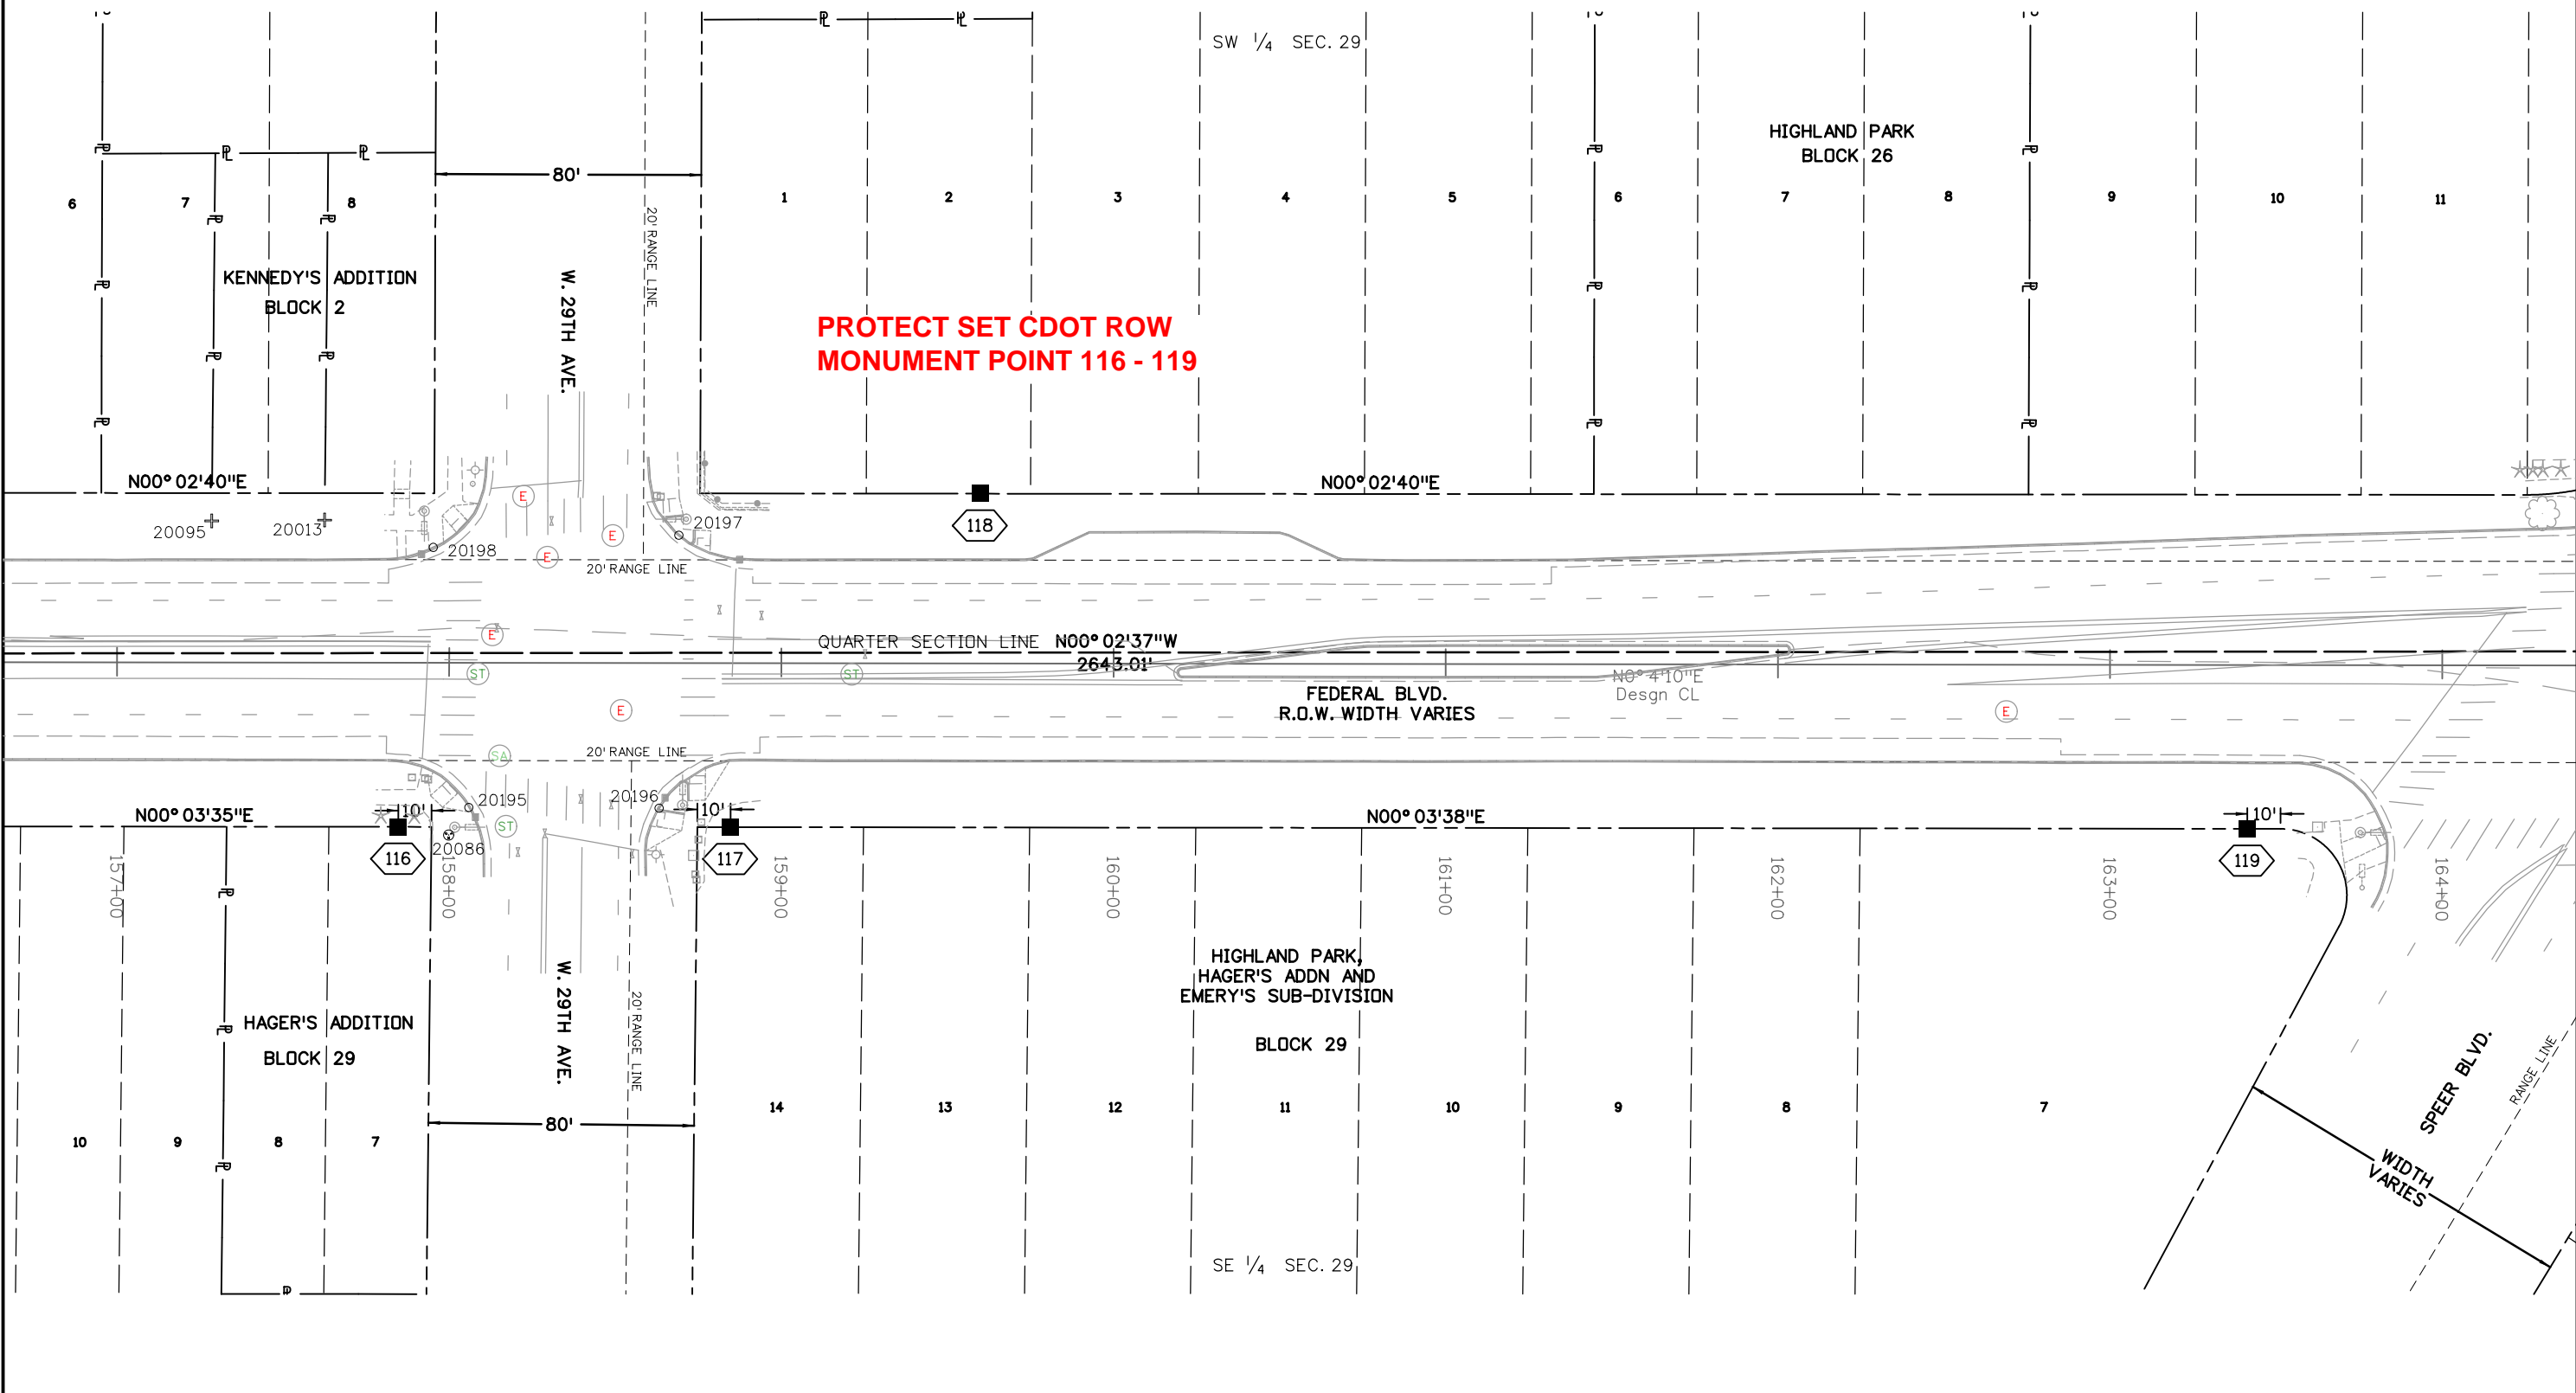 SW 1/4 SEC. 29
HIGHLAND PARK
BLOCK 26
80'
6
7
8
1
2
3
4
5
6
7
8
9
10
11
20' RANGE LINE
KENNEDY'S ADDITION
BLOCK 2
W. 29TH AVE.
PROTECT SET CDOT ROW
MONUMENT POINT 116 - 119
N00° 02'40"E
N00° 02'40"E
20095
20013
20198
20197
118
E
E
E
20' RANGE LINE
E
QUARTER SECTION LINE N00° 02'37"W
2643.01'
ST
ST
N0° 4'10"E
Desgn CL
FEDERAL BLVD.
R.O.W. WIDTH VARIES
E
E
SA
20' RANGE LINE
N00° 03'35"E
10'
20195
20196
10'
N00° 03'38"E
10'
ST
20086
116
117
119
157+00
158+00
159+00
160+00
161+00
162+00
163+00
164+00
W. 29TH AVE.
20' RANGE LINE
HIGHLAND PARK,
HAGER'S ADDN AND
EMERY'S SUB-DIVISION
BLOCK 29
HAGER'S ADDITION
BLOCK 29
SPEER BLVD.
RANGE LINE
80'
10
9
8
7
14
13
12
11
10
9
8
7
WIDTH
VARIES
SE 1/4 SEC. 29